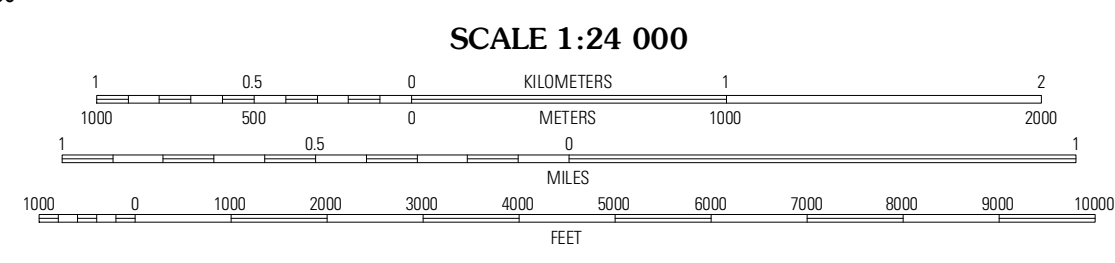 SCALE 1:24 000
1 0.5 0 KILOMETERS 1 2
1000 500 0 METERS 1000 2000
1 0.5 0 1
MILES
1000 0 1000 2000 3000 4000 5000 6000 7000 8000 9000 10000
FEET